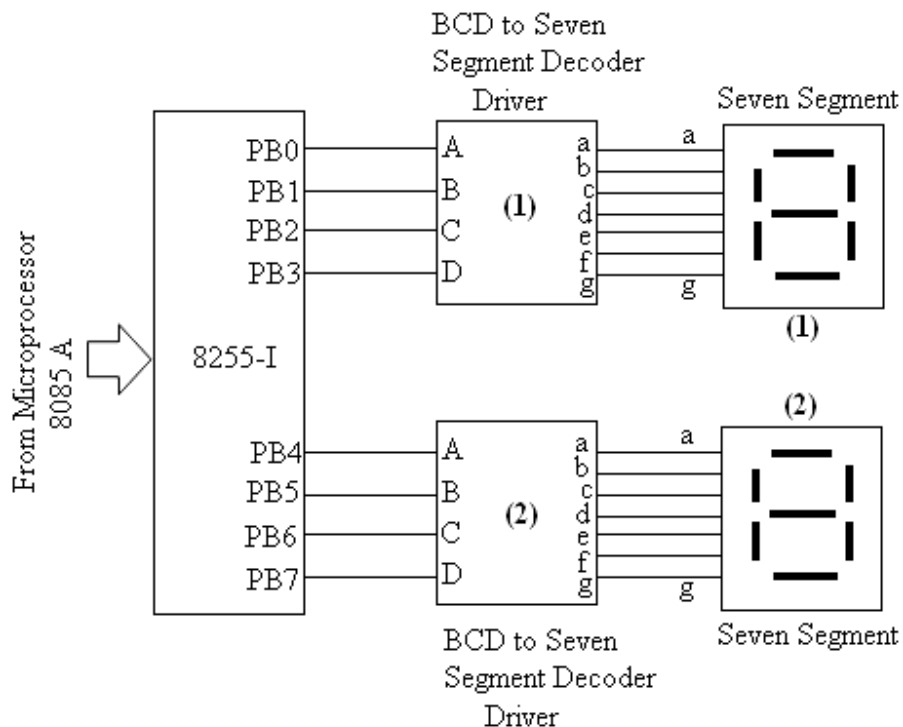 BCD to Seven
Segment Decoder
Driver
Seven Segment
From Microprocessor
8085 A
8255-I
PB0
PB1
PB2
PB3
PB4
PB5
PB6
PB7
A
B
C
D
(1)
a
b
c
d
e
f
g
a
g
(1)
A
B
C
D
(2)
a
b
c
d
e
f
g
a
g
(2)
Seven Segment
BCD to Seven
Segment Decoder
Driver